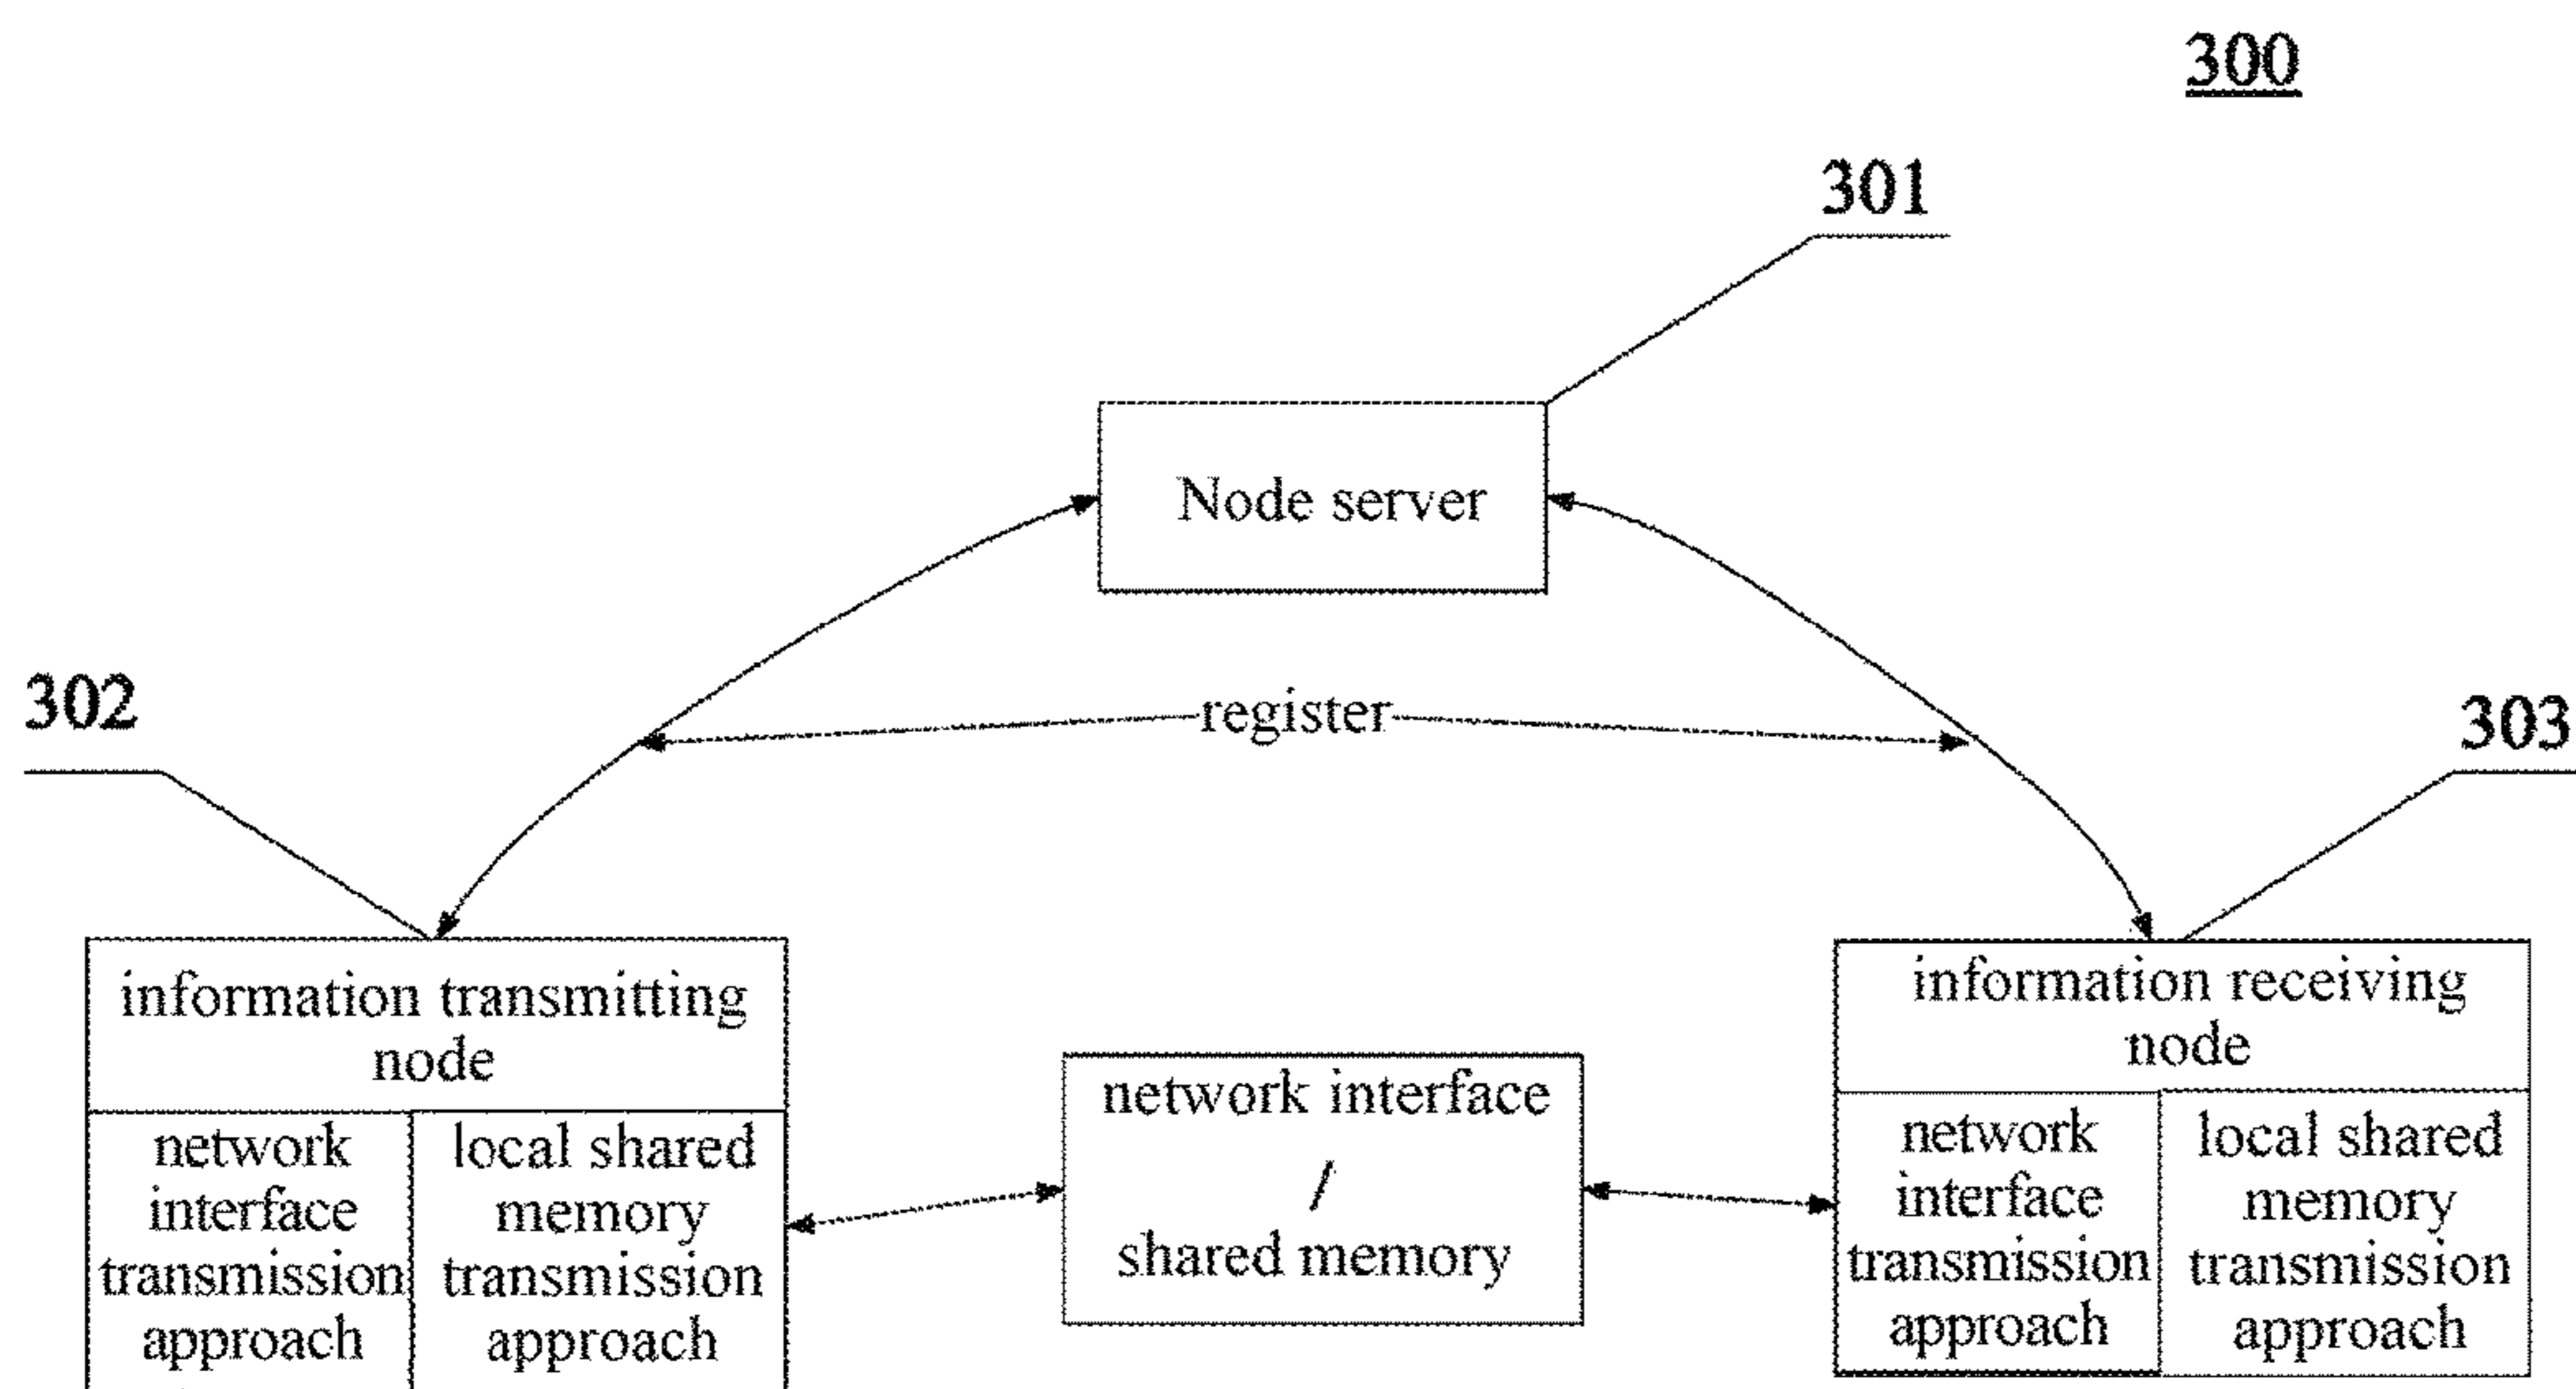 300
301
Node server
302
register
303
information transmitting
node
network
interface
transmission
approach
local shared
memory
transmission
approach
network interface
/
shared memory
information receiving
node
network
interface
transmission
approach
local shared
memory
transmission
approach